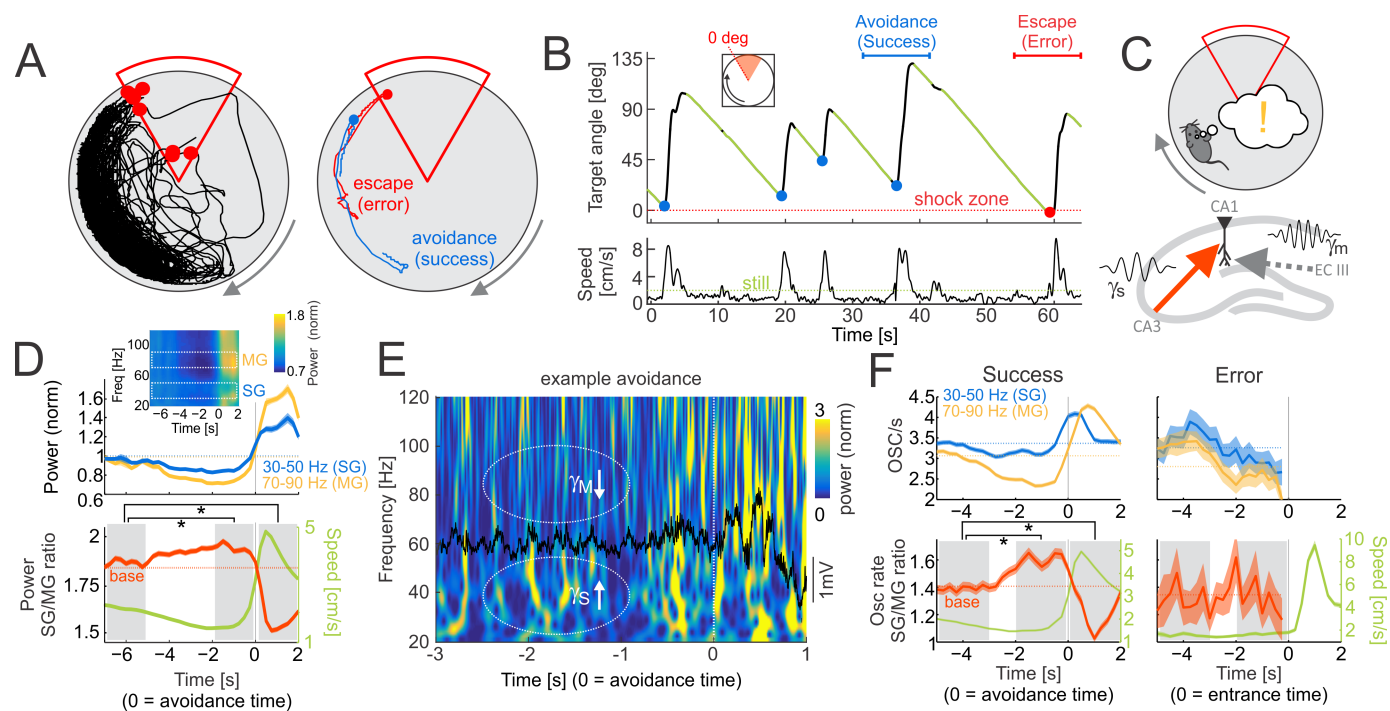 A
escape
(error)
avoidance
(success)
B
0 deg
Avoidance
(Success)
Escape
(Error)
Target angle [deg]
135
90
45
0
shock zone
Speed
[cm/s]
8
4
0
still
0
10
20
30
40
50
60
Time [s]
C
!
CA1
γm
EC III
γs
CA3
D
Freq [Hz]
100
60
20
MG
SG
−6 −4 −2 0 2
Time [s]
1.8
0.7
Power (norm)
Power (norm)
1.6
1.4
1.2
1
0.8
0.6
30-50 Hz (SG)
70-90 Hz (MG)
*
*
Power
SG/MG ratio
2
1.75
1.5
base
5
1
Speed [cm/s]
−6 −4 −2 0 2
Time [s]
(0 = avoidance time)
E
example avoidance
Frequency [Hz]
120
100
80
60
40
20
γM
γS
3
0
power (norm)
1mV
-3 -2 -1 0 1
Time [s] (0 = avoidance time)
F
Success
Error
OSC/s
4.5
4
3.5
3
2.5
2
30-50 Hz (SG)
70-90 Hz (MG)
−4 −2 0 2
−4 −2 0 2
*
*
Osc rate
SG/MG ratio
1.6
1.4
1.2
1
base
5
4
3
2
1
10
8
6
4
2
Speed [cm/s]
−4 −2 0 2
Time [s]
(0 = avoidance time)
−4 −2 0 2
Time [s]
(0 = entrance time)